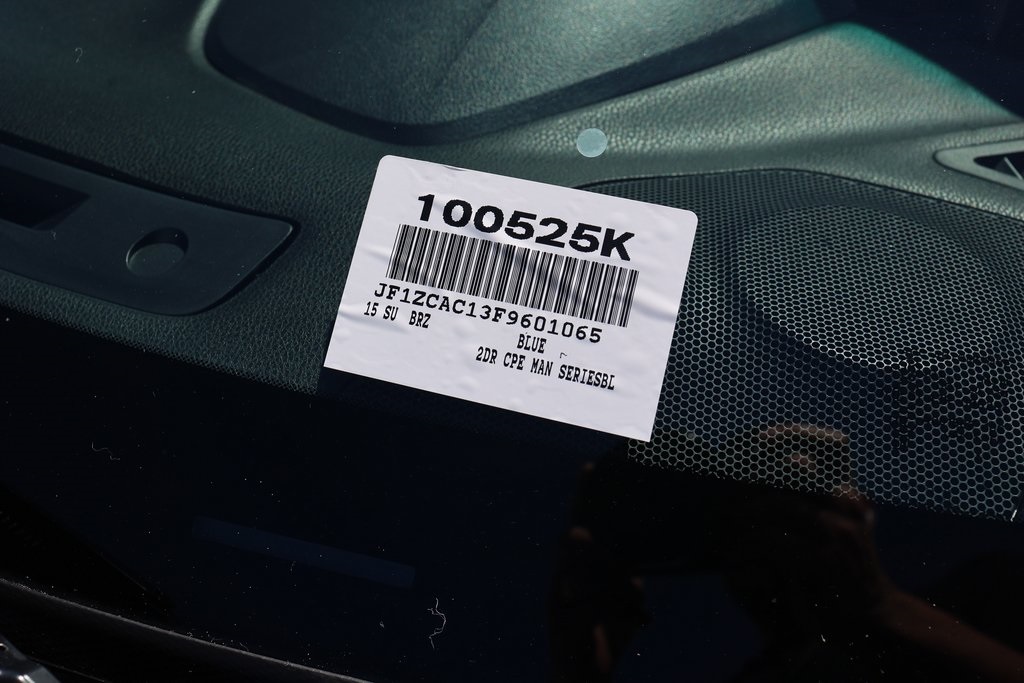 100525K
JF1ZCAC13F9601065
15 SU BRZ
BLUE
2DR CPE MAN SERIESBL